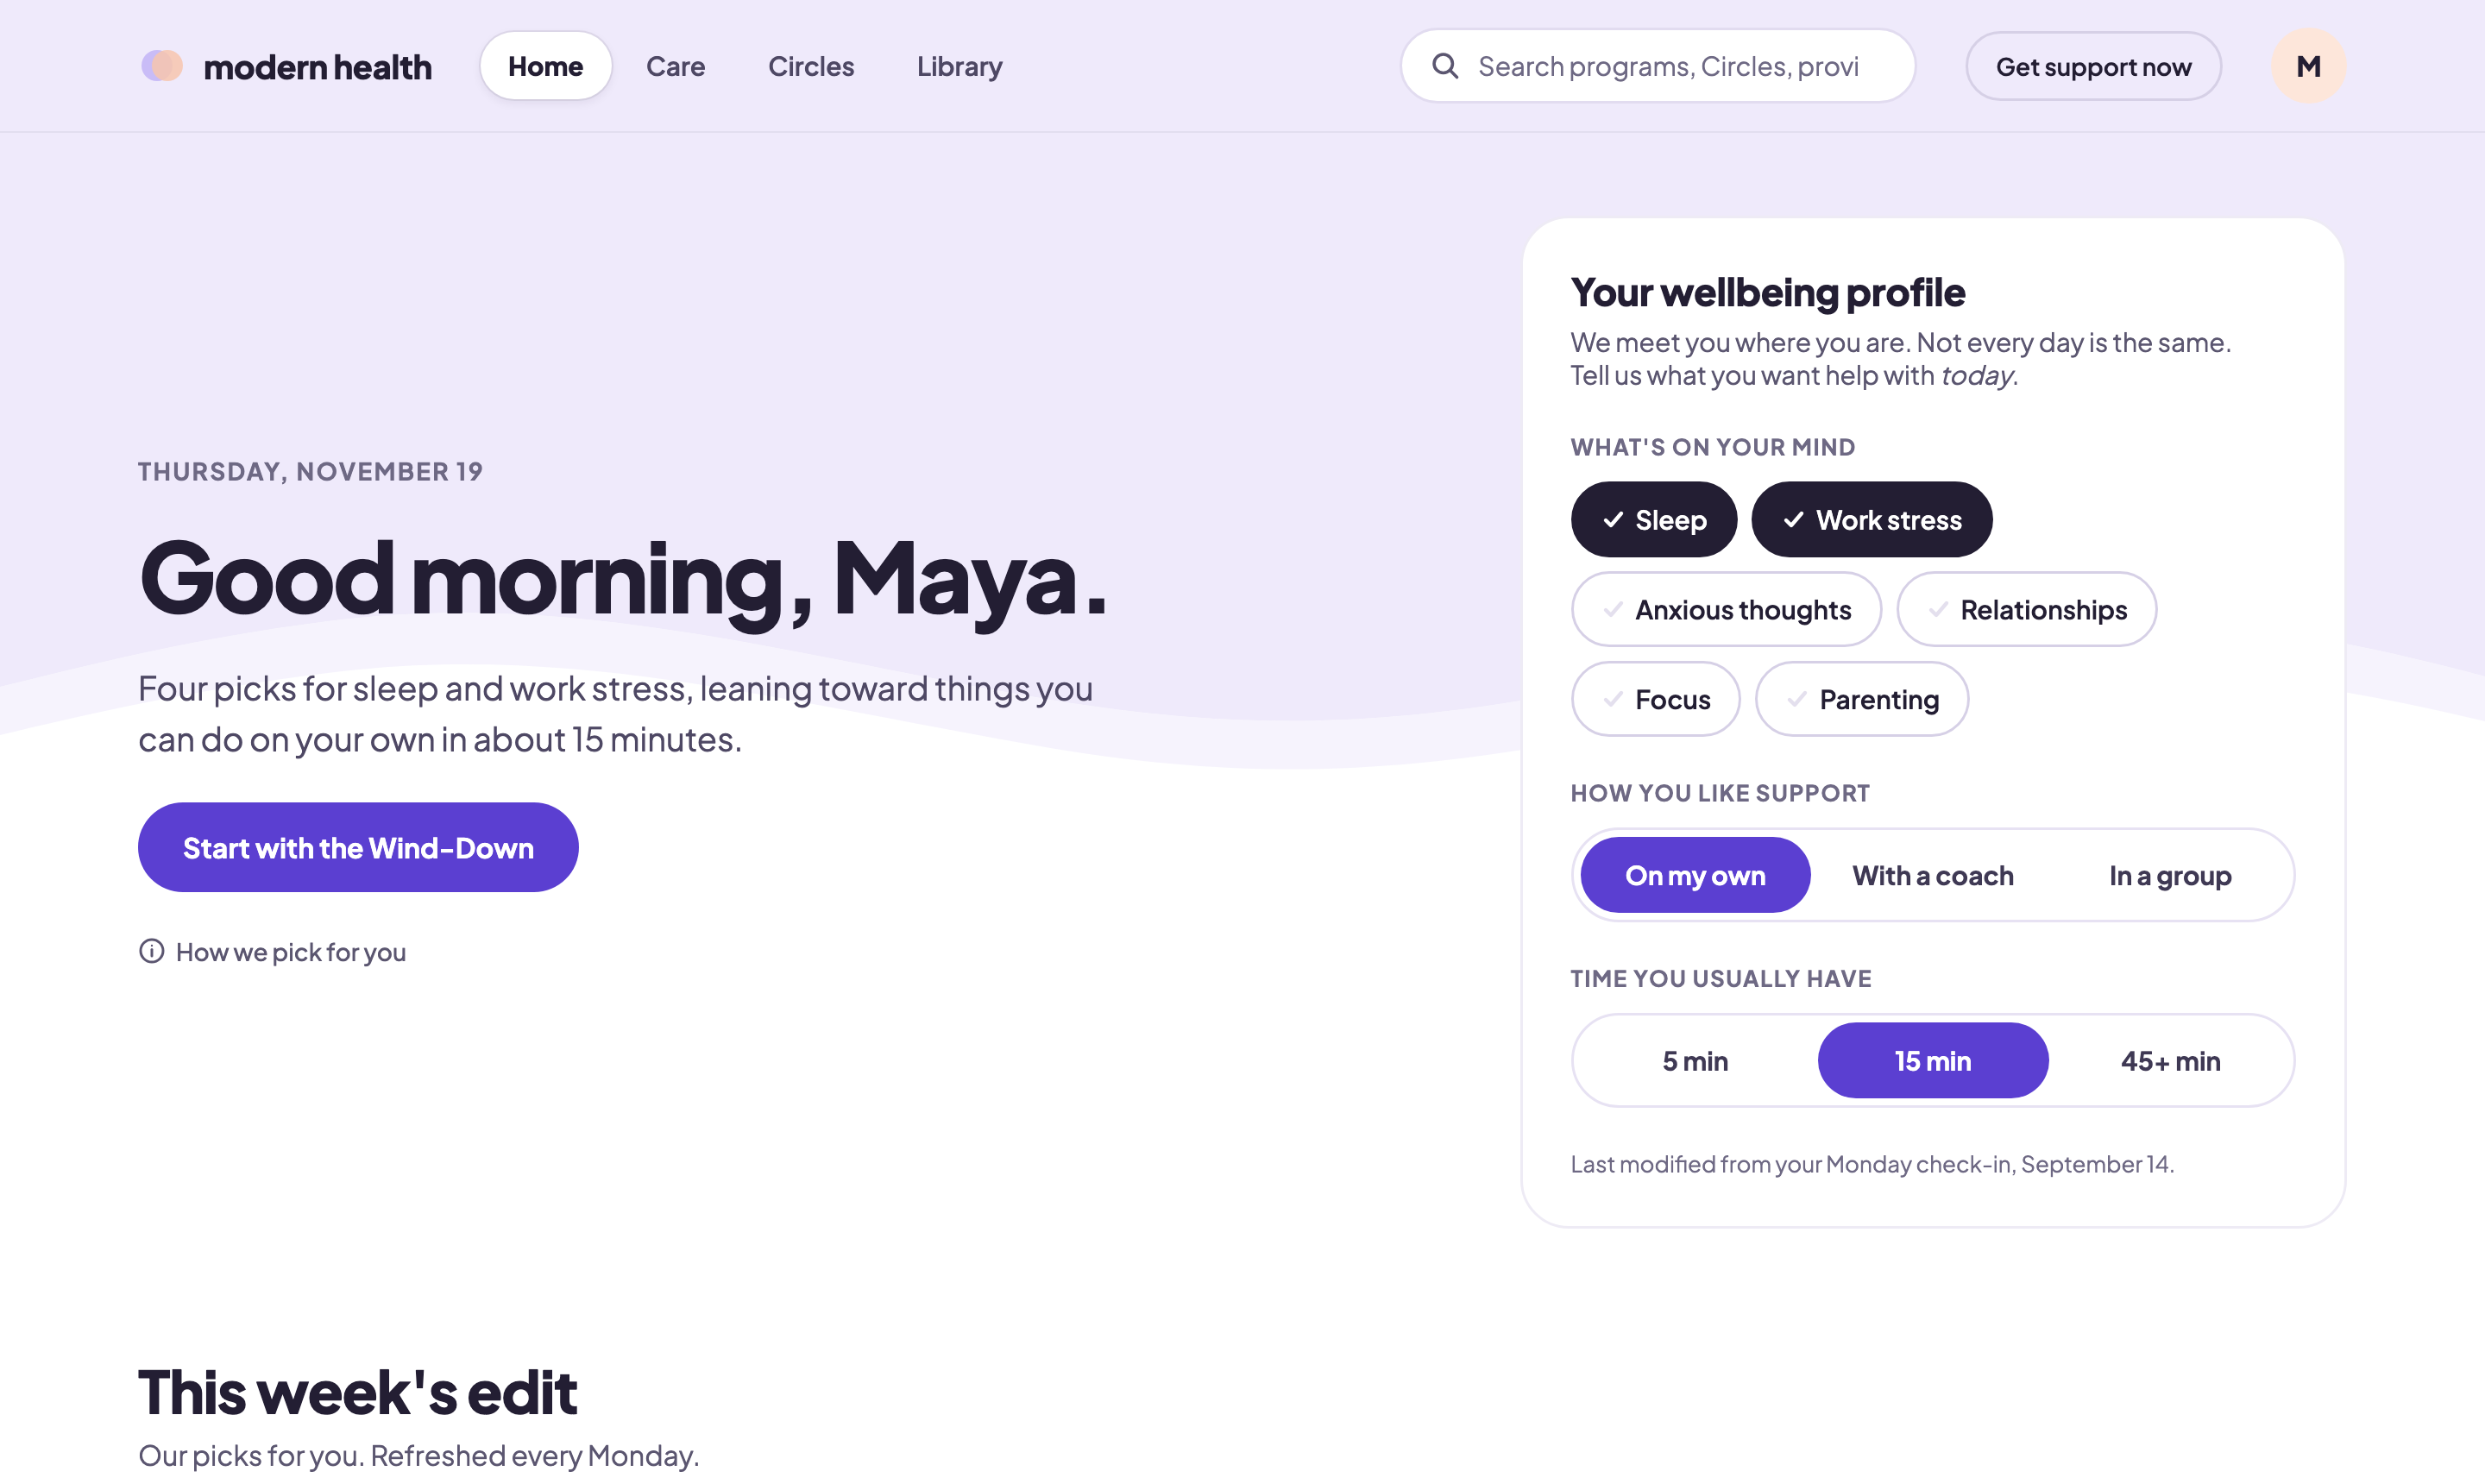 modern health
Home
Care
Circles
Library
Search programs, Circles, provi
Get support now
M
THURSDAY, NOVEMBER 19
Good morning, Maya.
Four picks for sleep and work stress, leaning toward things you
can do on your own in about 15 minutes.
Start with the Wind-Down
How we pick for you
Your wellbeing profile
We meet you where you are. Not every day is the same.
Tell us what you want help with today.
WHAT'S ON YOUR MIND
Sleep
Work stress
Anxious thoughts
Relationships
Focus
Parenting
HOW YOU LIKE SUPPORT
On my own
With a coach
In a group
TIME YOU USUALLY HAVE
5 min
15 min
45+ min
Last modified from your Monday check-in, September 14.
This week's edit
Our picks for you. Refreshed every Monday.